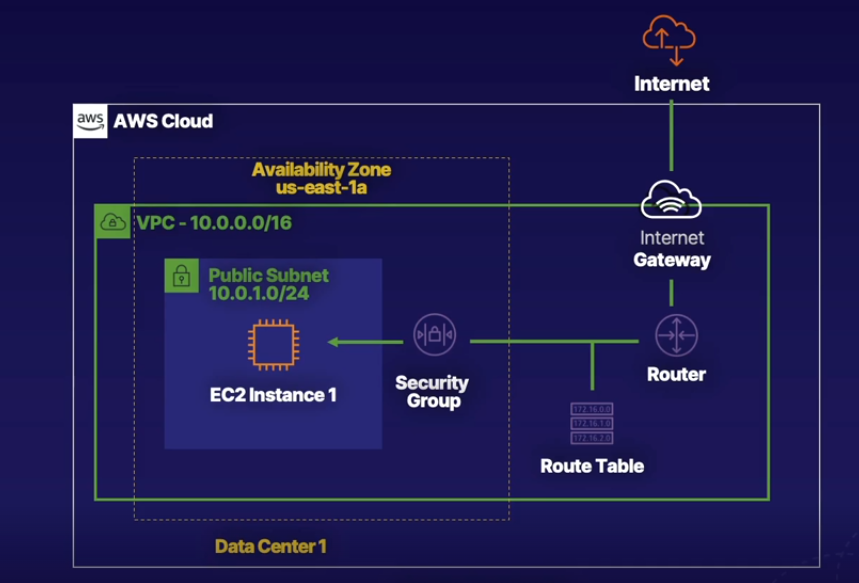 Internet
aws
AWS Cloud
Availability Zone
us-east-1a
VPC - 10.0.0.0/16
Internet
Gateway
Public Subnet
10.0.1.0/24
EC2 Instance 1
Security
Group
Router
172.16.0.0
172.16.1.0
172.16.2.0
Route Table
Data Center 1